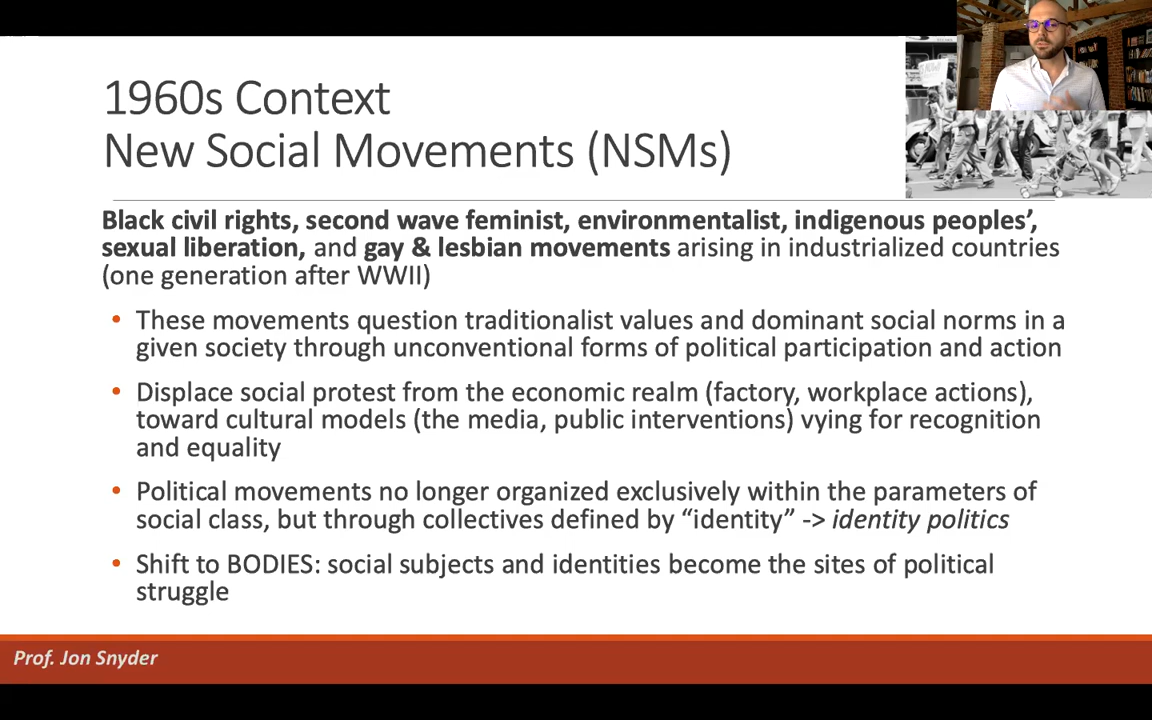 1960s Context
New Social Movements (NSMs)
Black civil rights, second wave feminist, environmentalist, indigenous peoples’,
sexual liberation, and gay & lesbian movements arising in industrialized countries
(one generation after WWII)
• These movements question traditionalist values and dominant social norms in a
given society through unconventional forms of political participation and action
• Displace social protest from the economic realm (factory, workplace actions),
toward cultural models (the media, public interventions) vying for recognition
and equality
• Political movements no longer organized exclusively within the parameters of
social class, but through collectives defined by “identity” -> identity politics
• Shift to BODIES: social subjects and identities become the sites of political
struggle
Prof. Jon Snyder